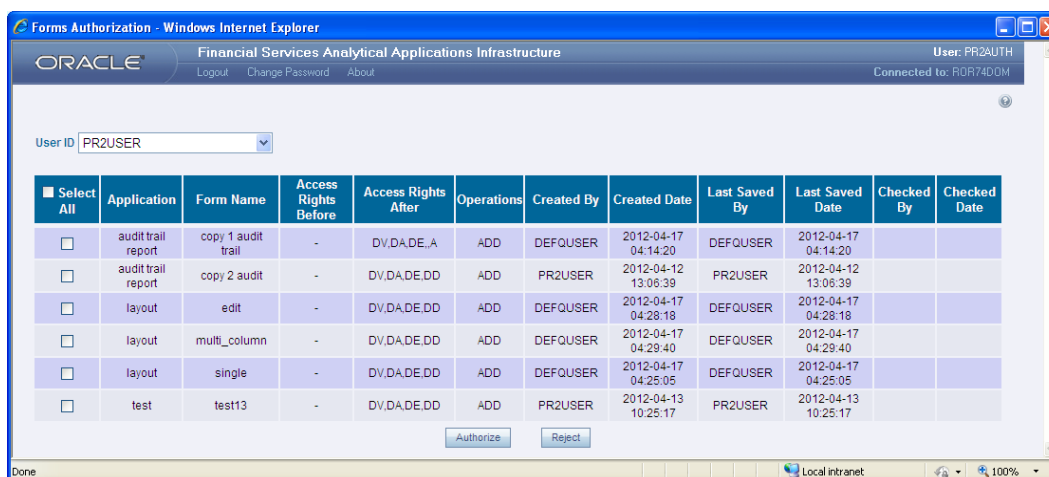 Forms Authorization - Windows Internet Explorer
ORACLE
Financial Services Analytical Applications Infrastructure
User: PR2AUTH
Logout Change Password About
Connected to: ROR74DOM
User ID PR2USER
Select All Application Form Name Access Rights Before Access Rights After Operations Created By Created Date Last Saved By Last Saved Date Checked By Checked Date
audit trail report copy 1 audit trail - DV,DA,DE,,A ADD DEFQUSER 2012-04-17 04:14:20 DEFQUSER 2012-04-17 04:14:20
audit trail report copy 2 audit - DV,DA,DE,DD ADD PR2USER 2012-04-12 13:06:39 PR2USER 2012-04-12 13:06:39
layout edit - DV,DA,DE,DD ADD DEFQUSER 2012-04-17 04:28:18 DEFQUSER 2012-04-17 04:28:18
layout multi_column - DV,DA,DE,DD ADD DEFQUSER 2012-04-17 04:29:40 DEFQUSER 2012-04-17 04:29:40
layout single - DV,DA,DE,DD ADD DEFQUSER 2012-04-17 04:25:05 DEFQUSER 2012-04-17 04:25:05
test test13 - DV,DA,DE,DD ADD PR2USER 2012-04-13 10:25:17 PR2USER 2012-04-13 10:25:17
Authorize Reject
Done Local intranet 100%